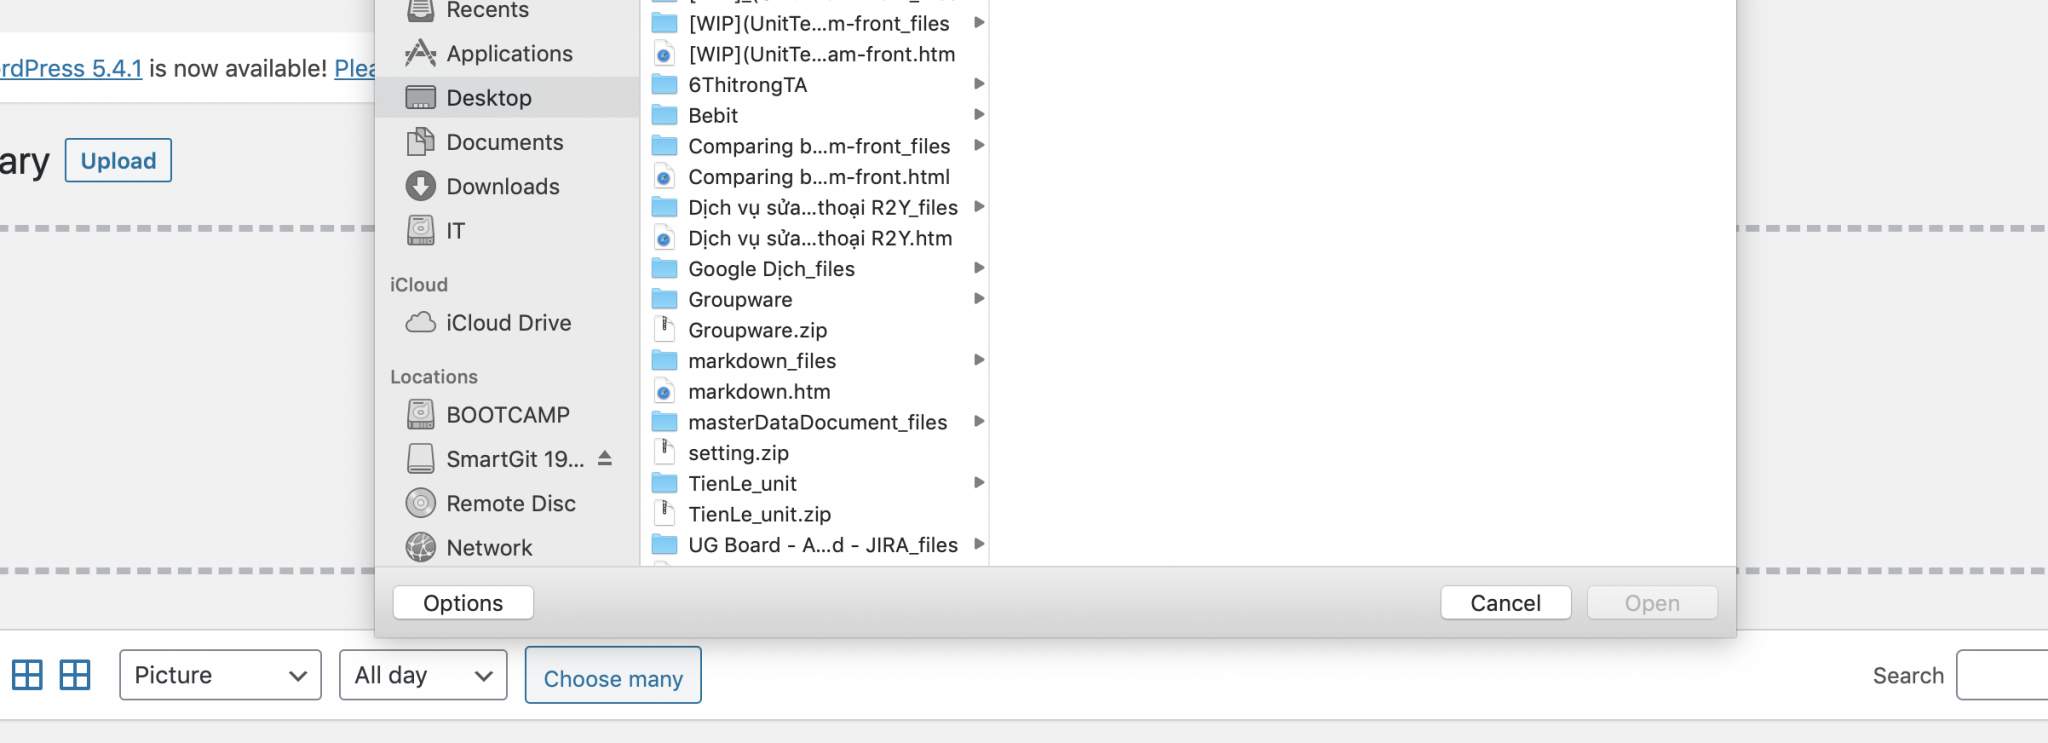 rdPress 5.4.1 is now available! Plea
ary
Upload
Recents
Applications
Desktop
Documents
Downloads
IT
iCloud
iCloud Drive
Locations
BOOTCAMP
SmartGit 19...
Remote Disc
Network
[WIP](UnitTe...m-front_files
[WIP](UnitTe...am-front.htm
6ThitrongTA
Bebit
Comparing b...m-front_files
Comparing b...m-front.html
Dịch vụ sửa...thoại R2Y_files
Dịch vụ sửa...thoại R2Y.htm
Google Dịch_files
Groupware
Groupware.zip
markdown_files
markdown.htm
masterDataDocument_files
setting.zip
TienLe_unit
TienLe_unit.zip
UG Board - A...d - JIRA_files
Options
Cancel
Open
Picture
All day
Choose many
Search